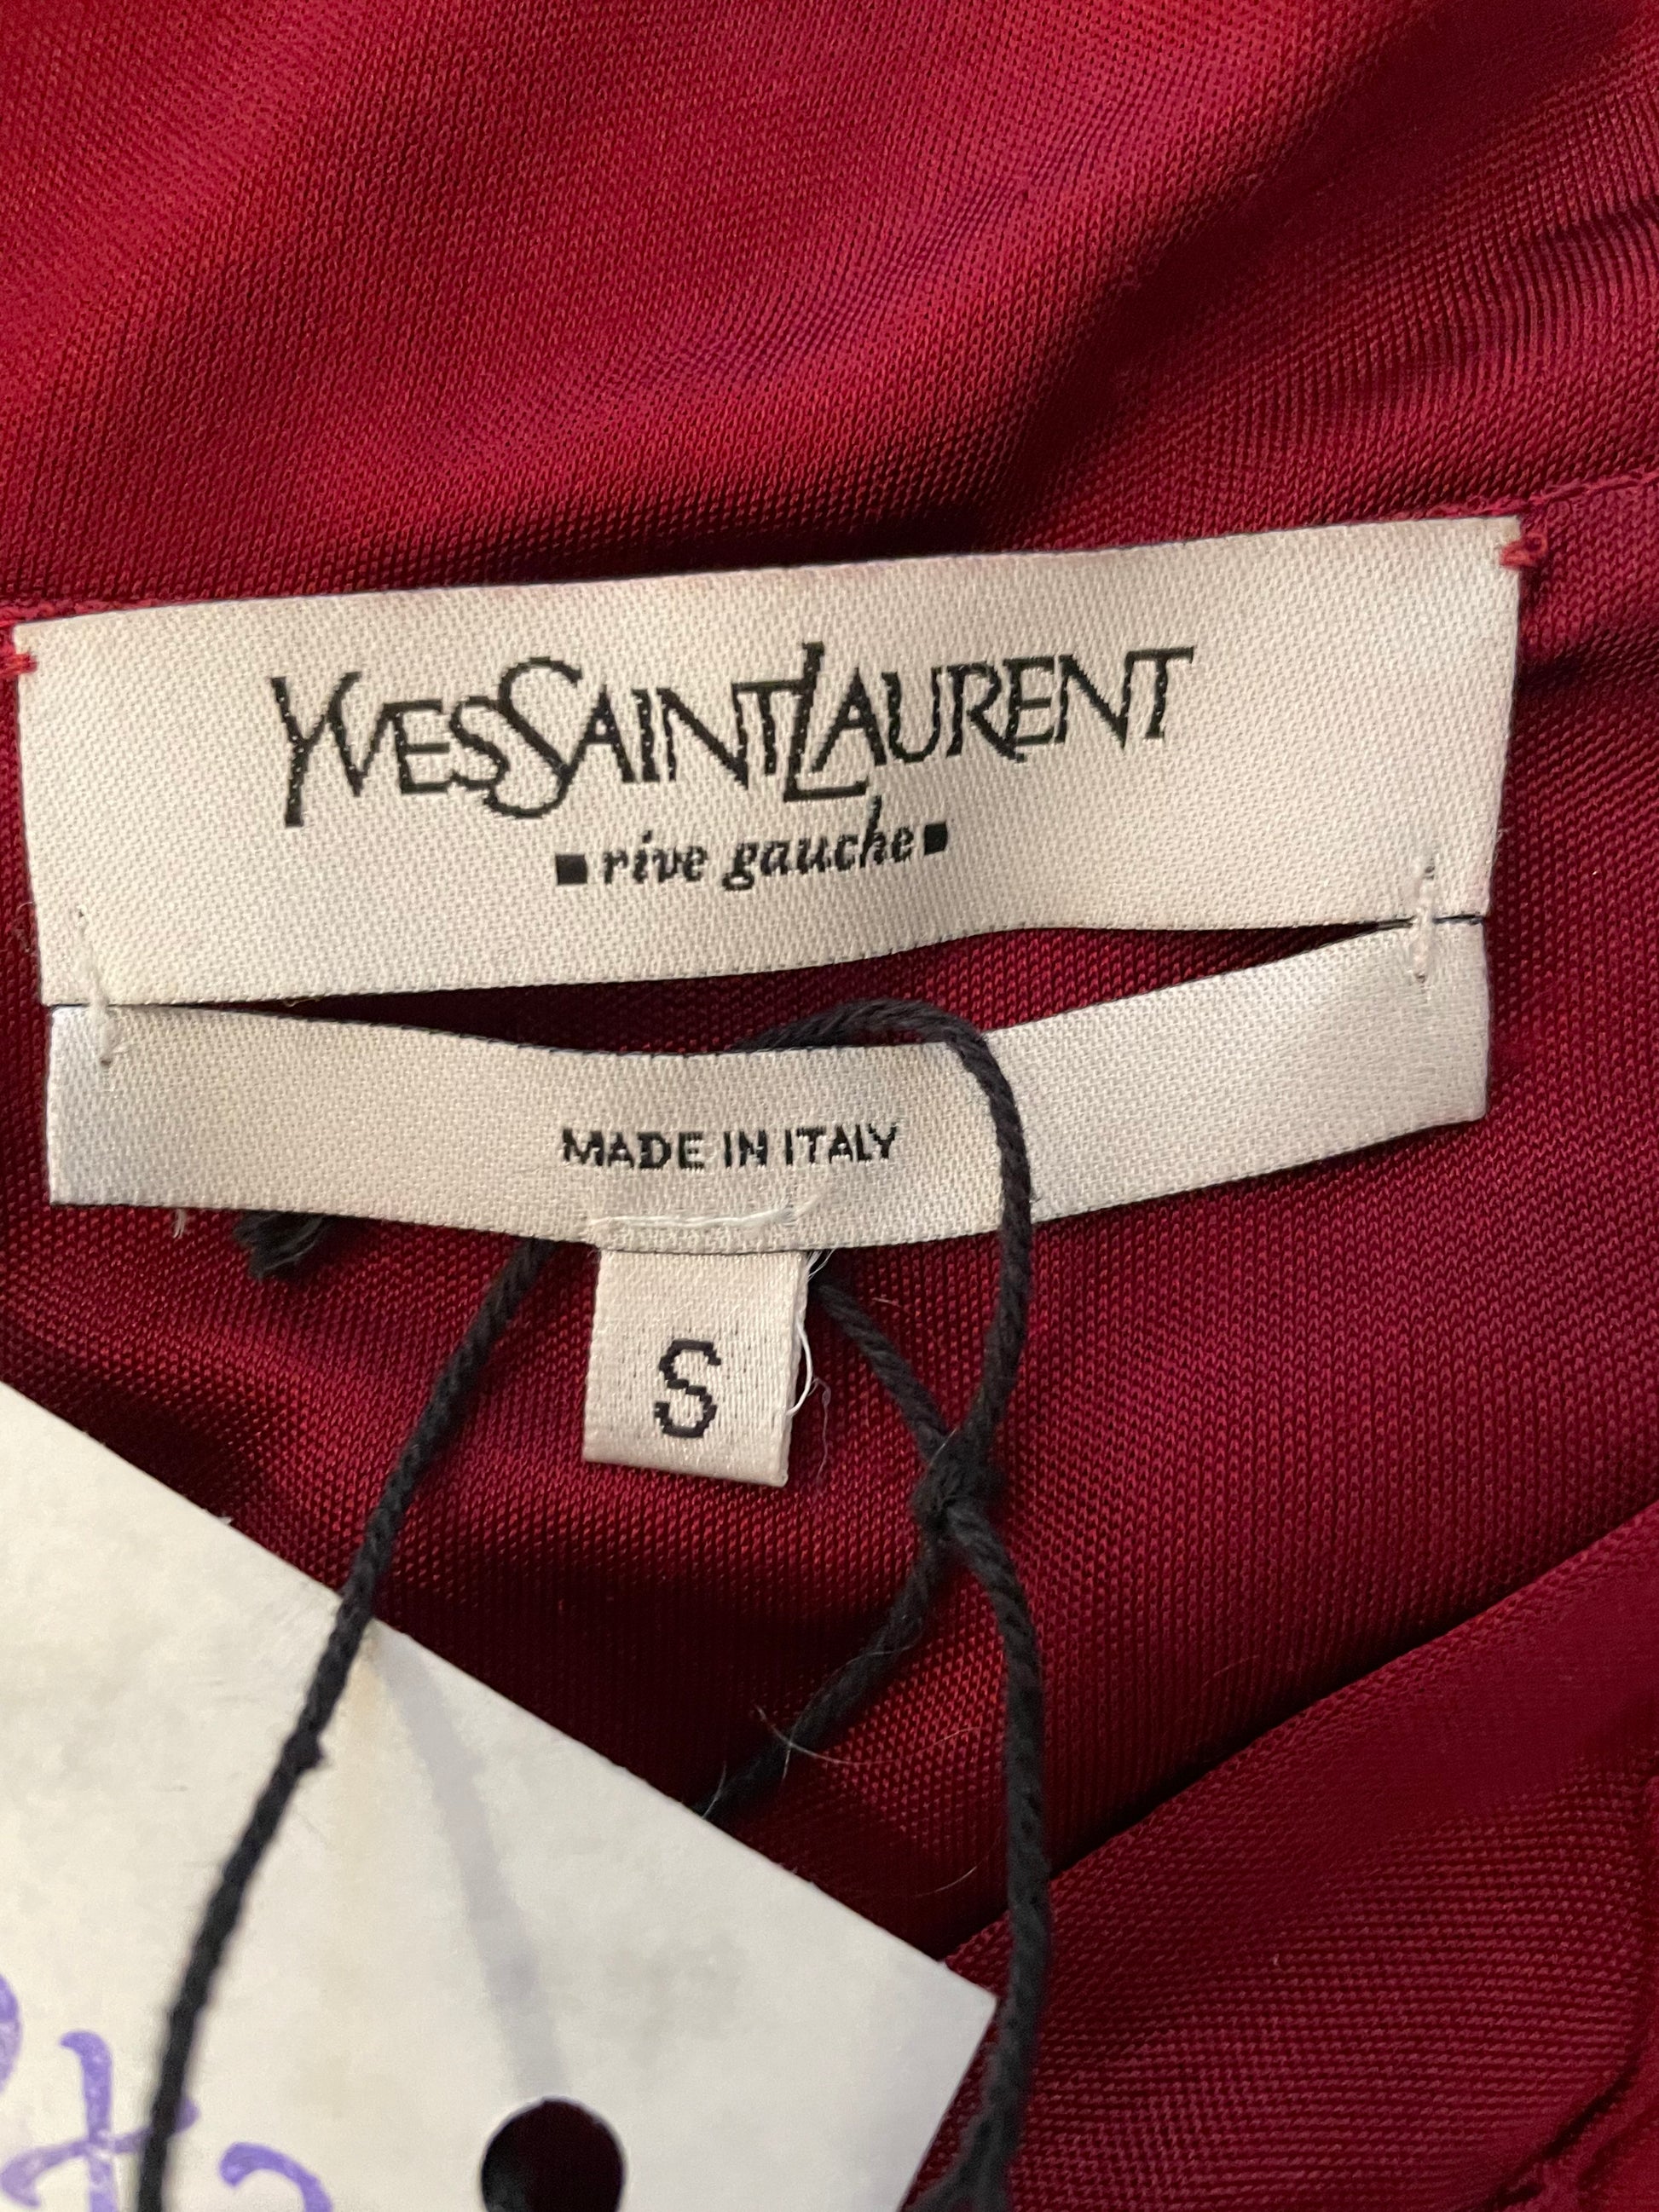 YVESSAINTLAURENT
▪rive gauche▪
MADE IN ITALY
S